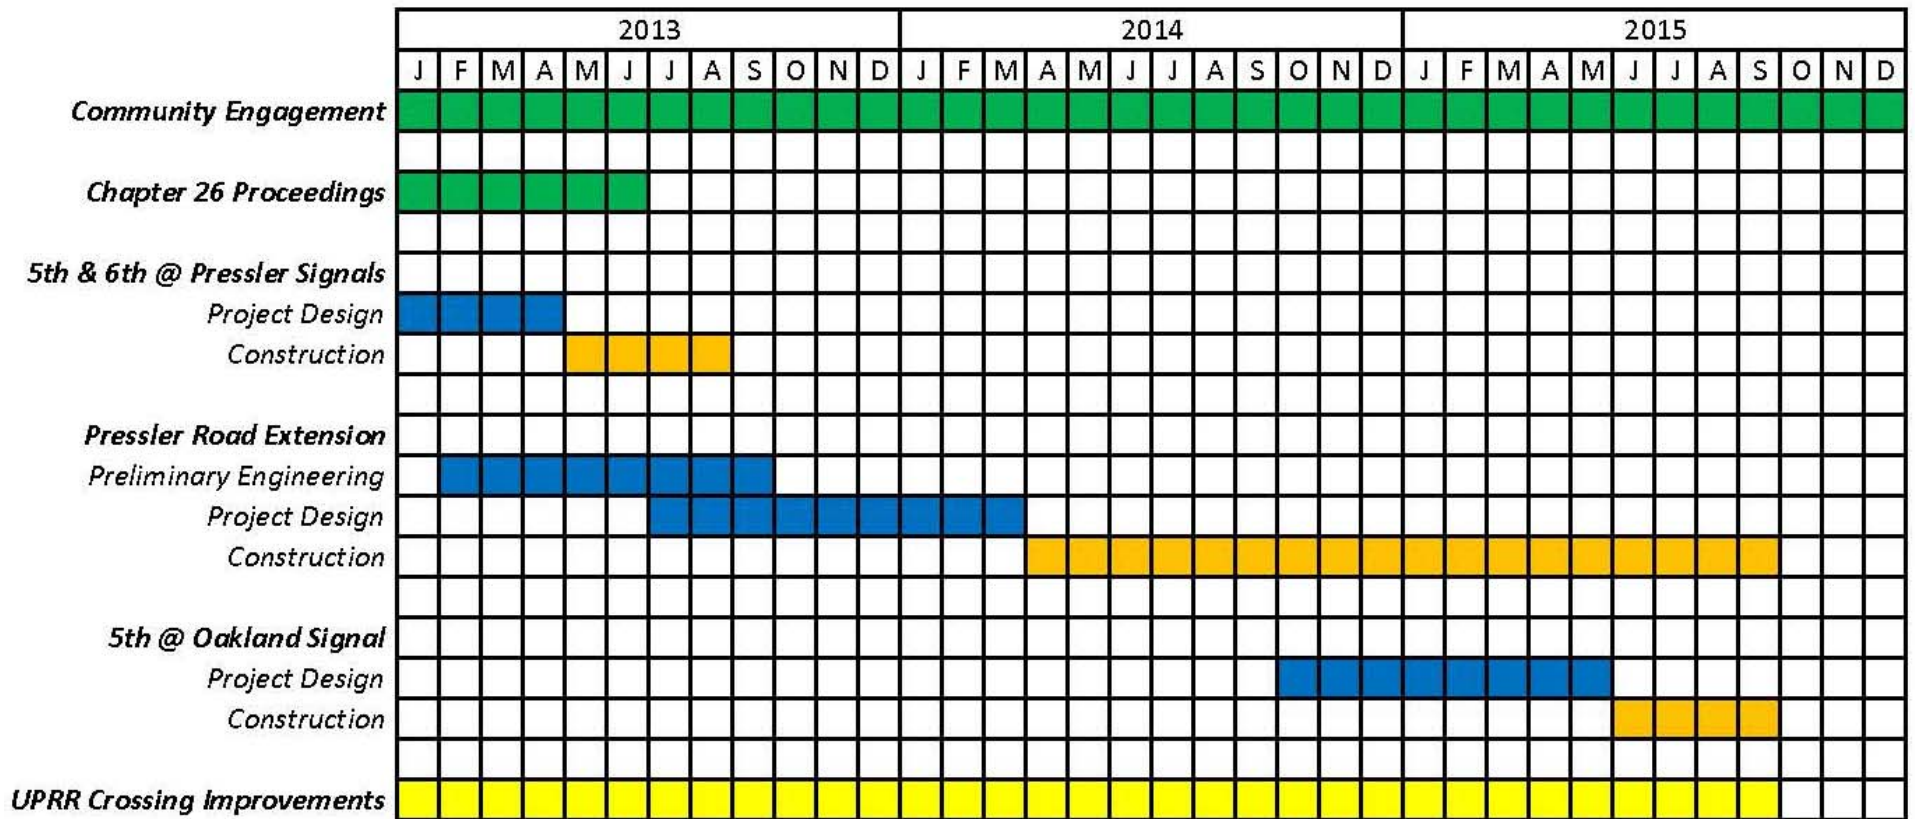 2013 2014 2015
J F M A M J J A S O N D J F M A M J J A S O N D J F M A M J J A S O N D
Community Engagement
Chapter 26 Proceedings
5th & 6th @ Pressler Signals
Project Design
Construction
Pressler Road Extension
Preliminary Engineering
Project Design
Construction
5th @ Oakland Signal
Project Design
Construction
UPRR Crossing Improvements